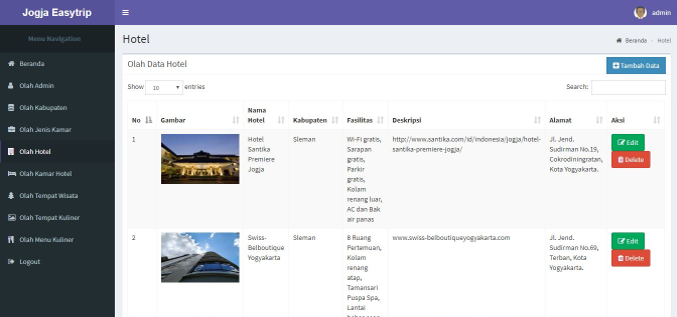 Jogja Easytrip
admin
Menu Navigation
Beranda
Olah Admin
Olah Kabupaten
Olah Jenis Kamar
Olah Hotel
Olah Kamar Hotel
Olah Tempat Wisata
Olah Tempat Kuliner
Olah Menu Kuliner
Logout
Hotel
Beranda - Hotel
Olah Data Hotel
Tambah Data
Show 10 entries
Search:
No
Gambar
Nama
Hotel
Kabupaten
Fasilitas
Deskripsi
Alamat
Aksi
1
Hotel
Santika
Premiere
Jogja
Sleman
Wi-Fi gratis,
Sarapan
gratis,
Parkir
gratis,
Kolam
renang luar,
AC dan Bak
air panas
http://www.santika.com/id/indonesia/jogja/hotel-
santika-premiere-jogja/
Jl. Jend.
Sudirman No.19,
Cokrodiningratan,
Kota Yogyakarta.
Edit
Delete
2
Swiss-
Belboutique
Yogyakarta
Sleman
8 Ruang
Pertemuan,
Kolam
renang
atap,
Tamansari
Puspa Spa,
Lantai
www.swiss-belboutiqueyogyakarta.com
Jl. Jend.
Sudirman No.69,
Terban, Kota
Yogyakarta.
Edit
Delete